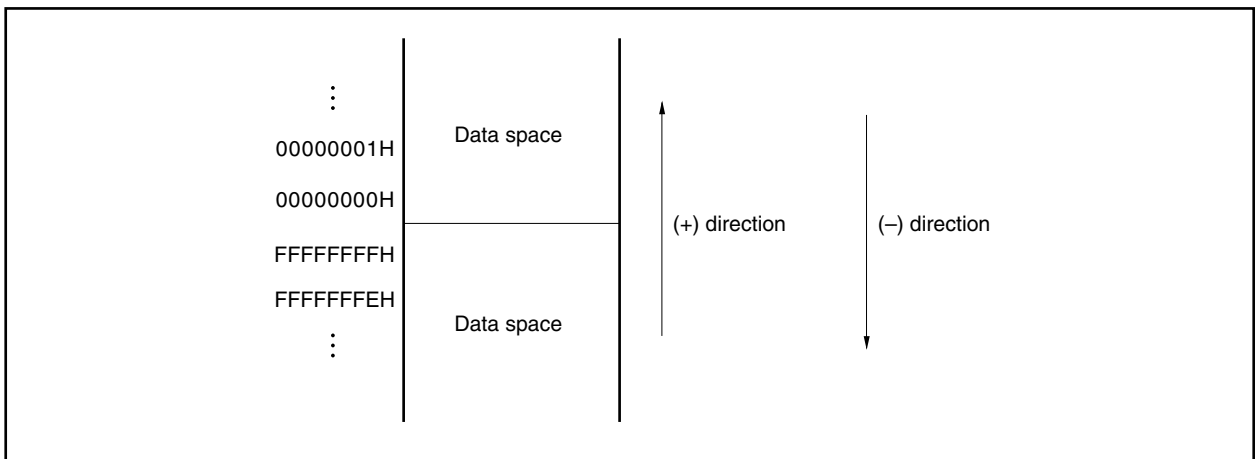 ⋮
00000001H
Data space
00000000H
(+) direction
(–) direction
FFFFFFFFH
FFFFFFFEH
Data space
⋮